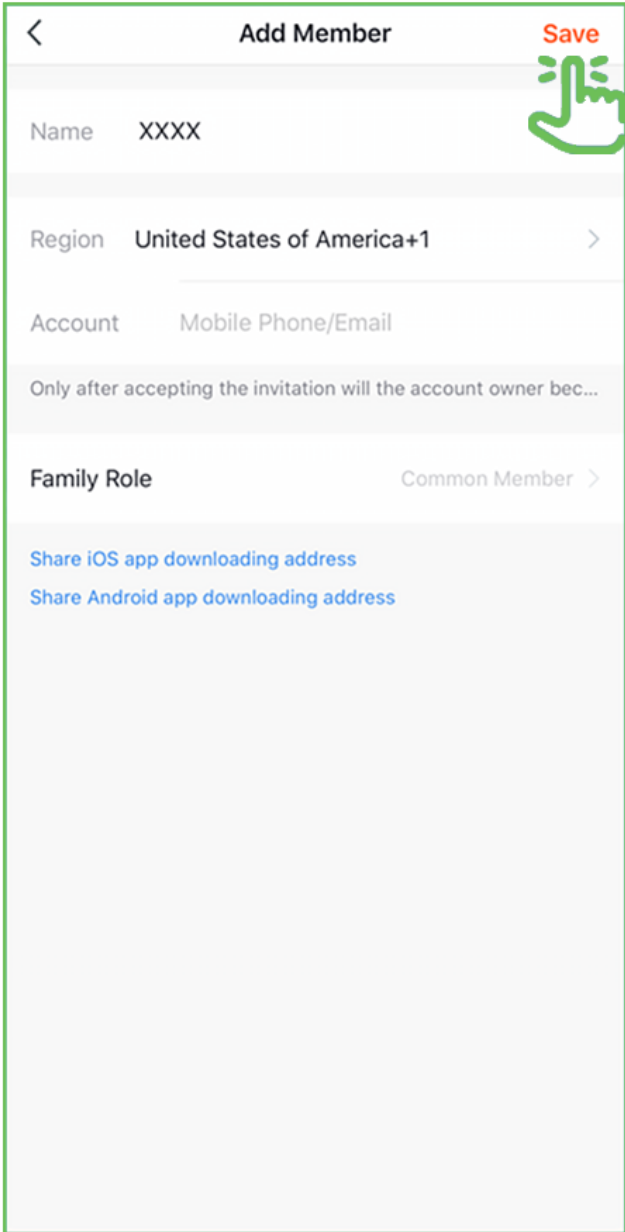 Add Member Save
Name XXXX
Region United States of America+1
Account Mobile Phone/Email
Only after accepting the invitation will the account owner bec...
Family Role Common Member
Share iOS app downloading address
Share Android app downloading address